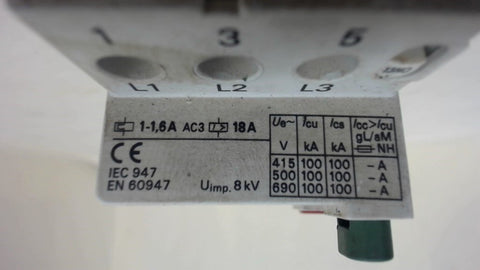 1 3 5
L1 L2 L3
1-1,6A AC3 18A
CE
IEC 947
EN 60947
Uimp. 8kV
Ue~ Icu Ics Icc>Icu
gL/aM
V kA kA NH
415 100 100 – A
500 100 100 – A
690 100 100 – A